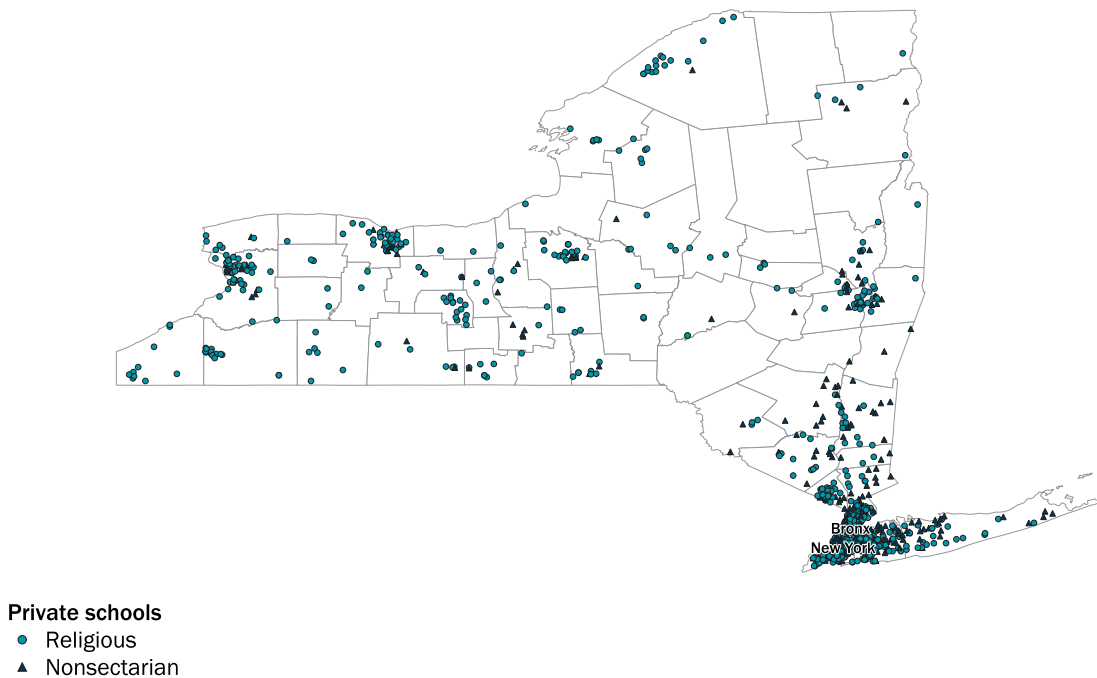 Bronx
New York
Private schools
Religious
Nonsectarian